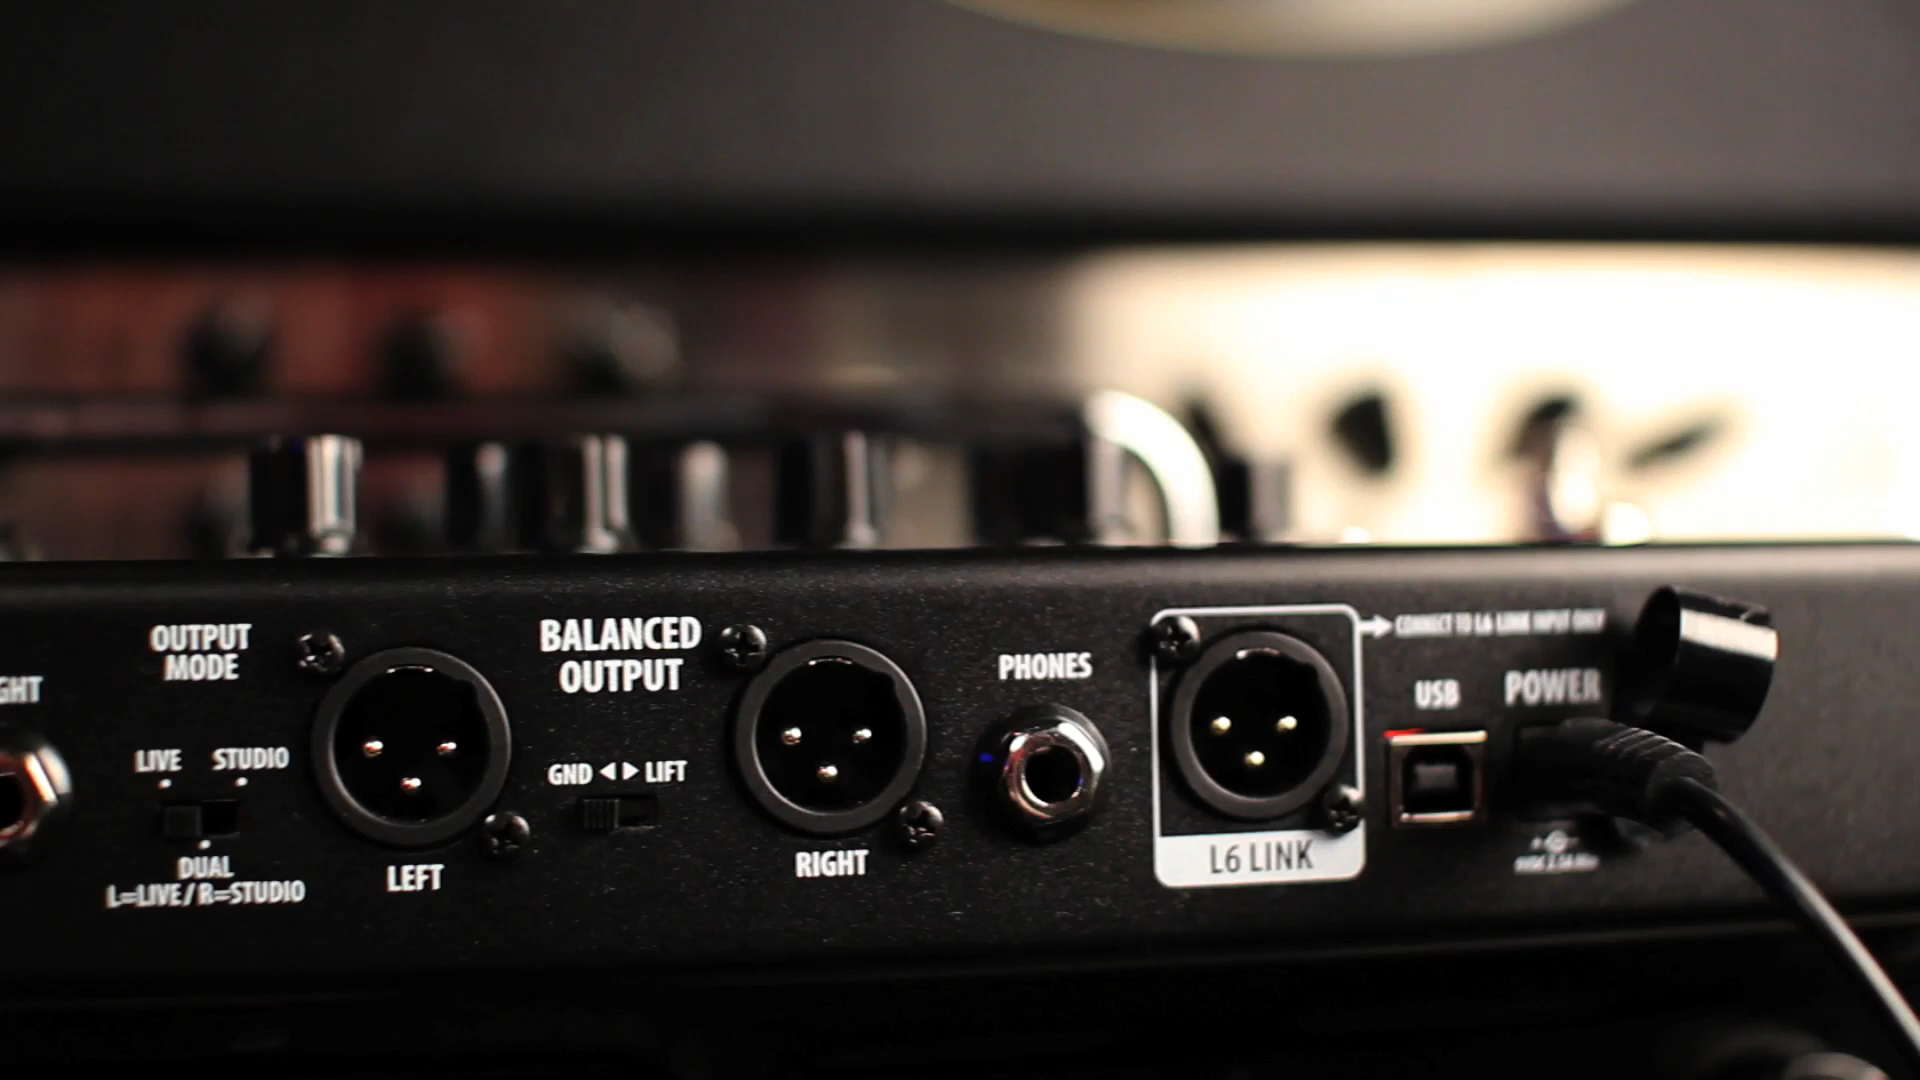 GHT
OUTPUT
MODE
LIVE STUDIO
DUAL
L=LIVE/R=STUDIO
LEFT
BALANCED
OUTPUT
GND ◀ ▶ LIFT
RIGHT
PHONES
L6 LINK
CONNECT TO L6 LINK INPUT ONLY
USB
POWER